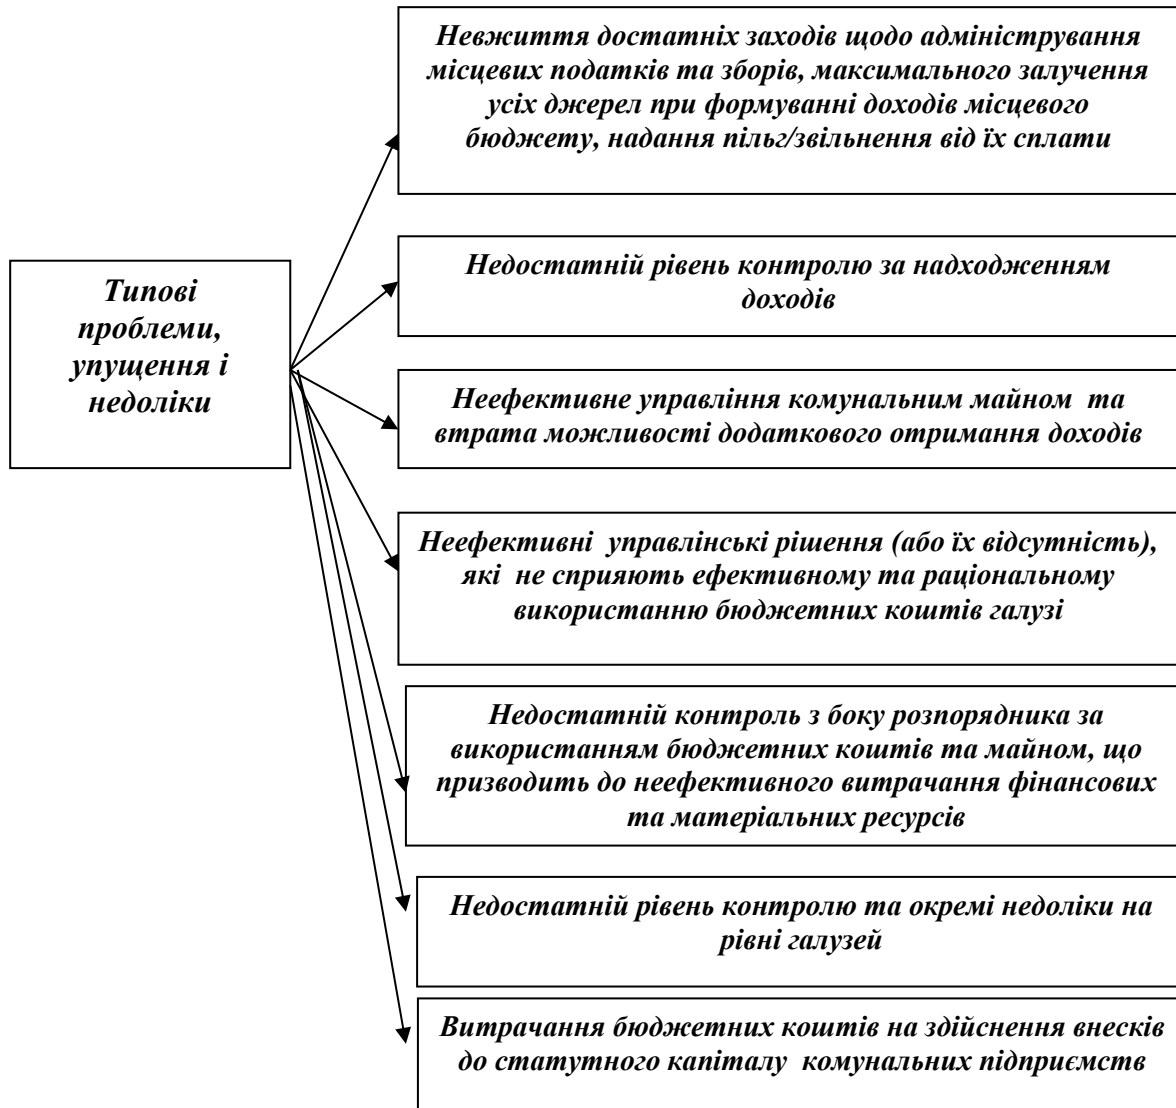 Невжиття достатніх заходів щодо адміністрування
місцевих податків та зборів, максимального залучення
усіх джерел при формуванні доходів місцевого
бюджету, надання пільг/звільнення від їх сплати
Типові
проблеми,
упущення і
недоліки
Недостатній рівень контролю за надходженням
доходів
Неефективне управління комунальним майном та
втрата можливості додаткового отримання доходів
Неефективні управлінські рішення (або їх відсутність),
які не сприяють ефективному та раціональному
використанню бюджетних коштів галузі
Недостатній контроль з боку розпорядника за
використанням бюджетних коштів та майном, що
призводить до неефективного витрачання фінансових
та матеріальних ресурсів
Недостатній рівень контролю та окремі недоліки на
рівні галузей
Витрачання бюджетних коштів на здійснення внесків
до статутного капіталу комунальних підприємств